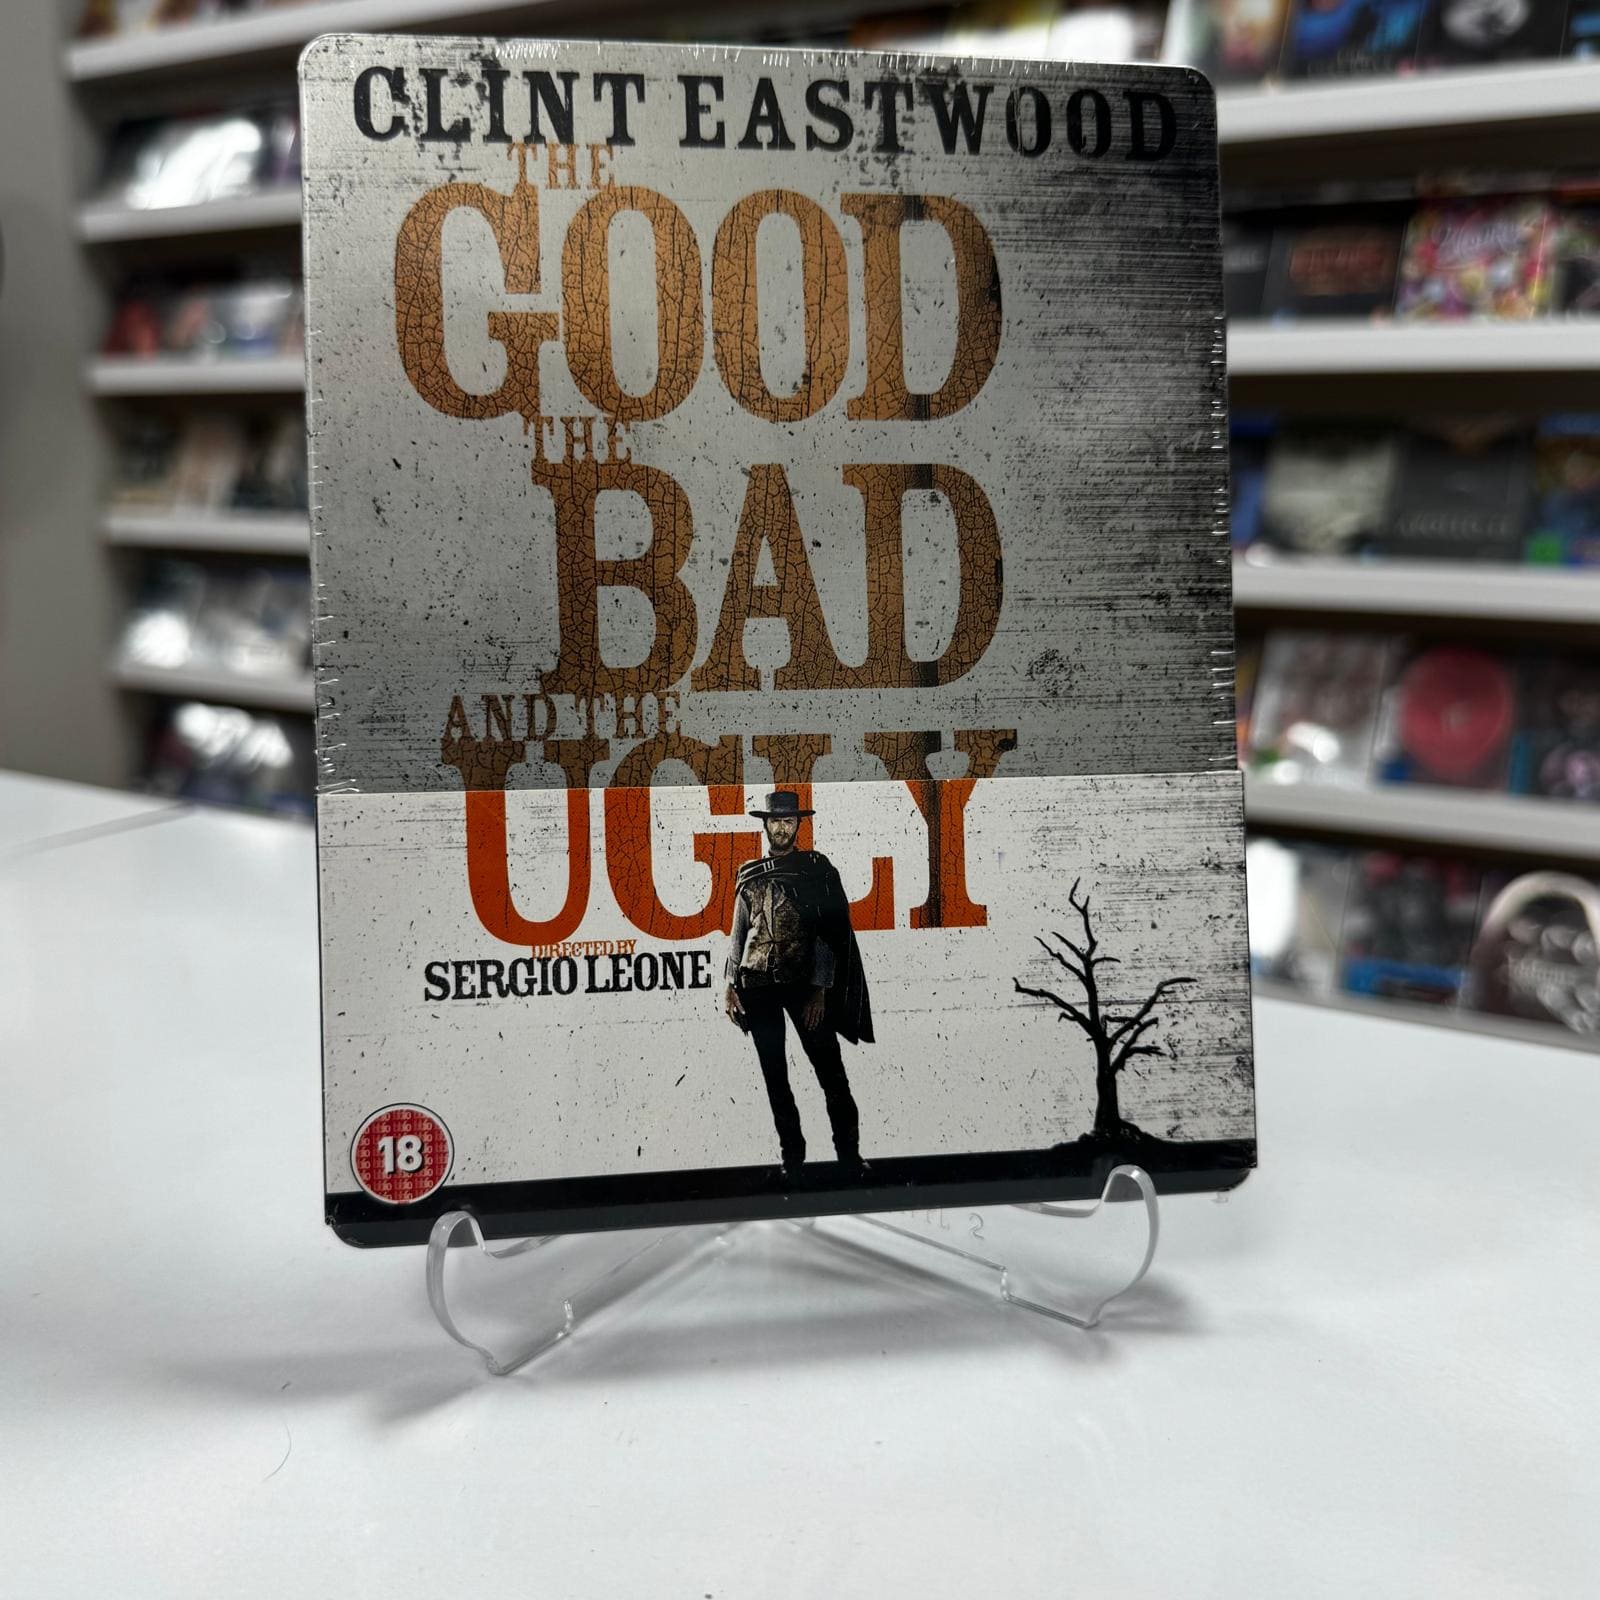 CLINT EASTWOOD
THE
GOOD
THE
BAD
AND THE
UGLY
DIRECTED BY
SERGIO LEONE
18